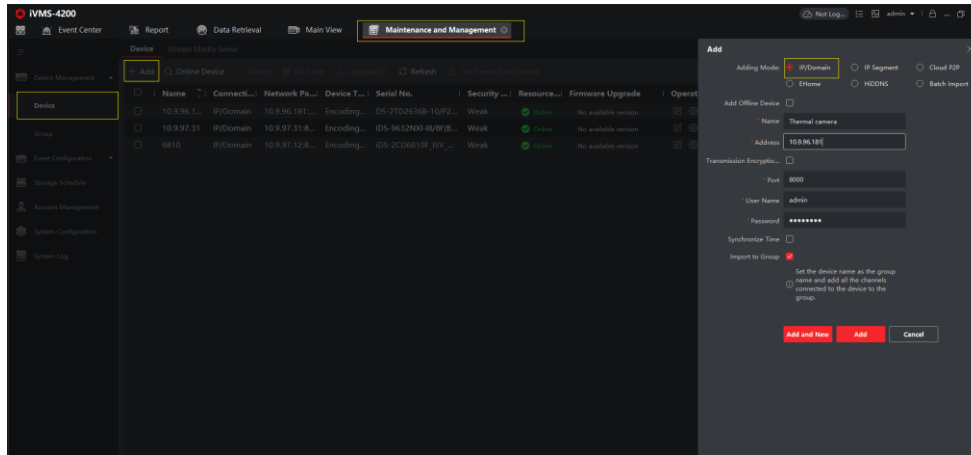 iVMS-4200
Not Log...
admin
Event Center
Report
Data Retrieval
Main View
Maintenance and Management
Device
Stream Media Server
+ Add
Online Device
Delete
QR Code
Refresh
Name
Connecti...
Network Pa...
Device T...
Serial No.
Security ...
Resource...
Firmware Upgrade
Operat
10.9.96.1...
IP/Domain
10.9.96.181:...
Encoding...
DS-2TD2636B-10/P2...
Weak
Online
No available version
10.9.97.31
IP/Domain
10.9.97.31:8...
Encoding...
iDS-9632N00-I8/8F(B...
Weak
Online
No available version
6810
IP/Domain
10.9.97.12:8...
Encoding...
iDS-2CD6810F_ISV_...
Weak
Online
No available version
Device Management
Device
Group
Event Configuration
Storage Schedule
Account Management
System Configuration
System Log
Add
Adding Mode:
IP/Domain
IP Segment
Cloud P2P
EHome
HiDDNS
Batch Import
Add Offline Device
* Name
Thermal camera
* Address
10.9.96.181
Transmission Encryptio...
* Port
8000
* User Name
admin
* Password
••••••••
Synchronize Time
Import to Group
Set the device name as the group
name and add all the channels
connected to the device to the
group.
Add and New
Add
Cancel